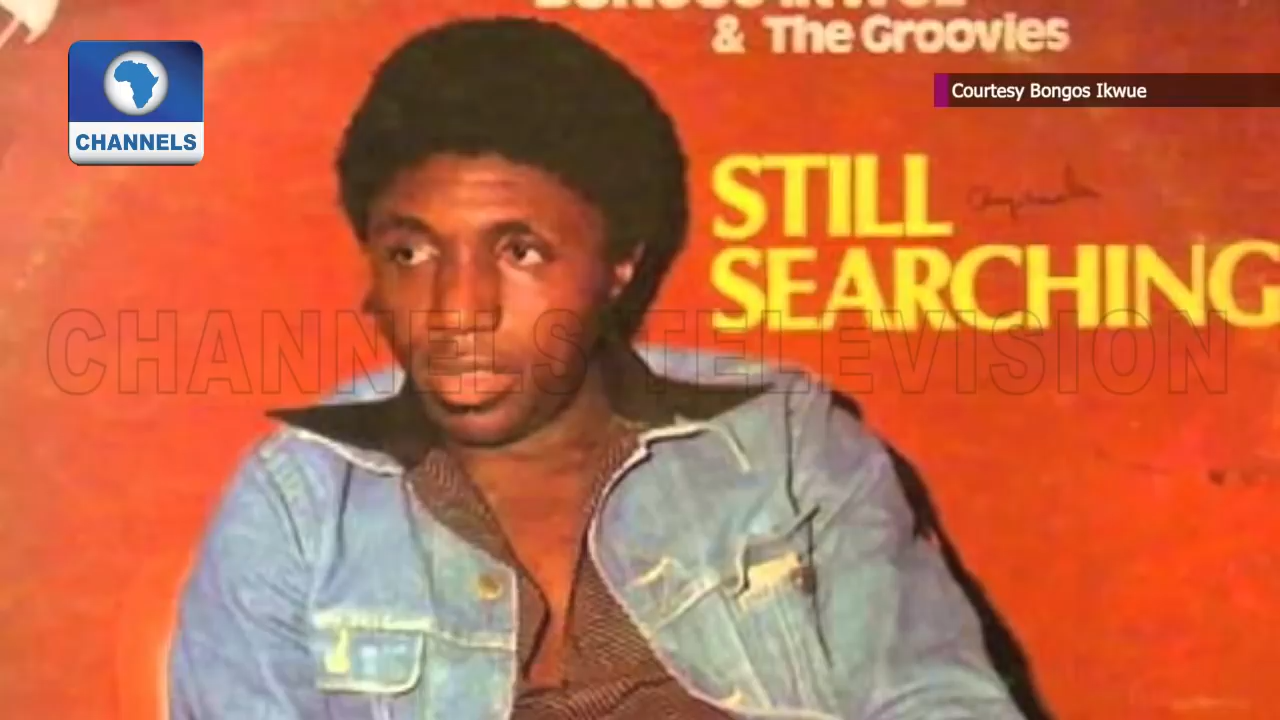 & The Groovies
CHANNELS
Courtesy Bongos Ikwue
STILL
SEARCHING
CHANNELS TELEVISION